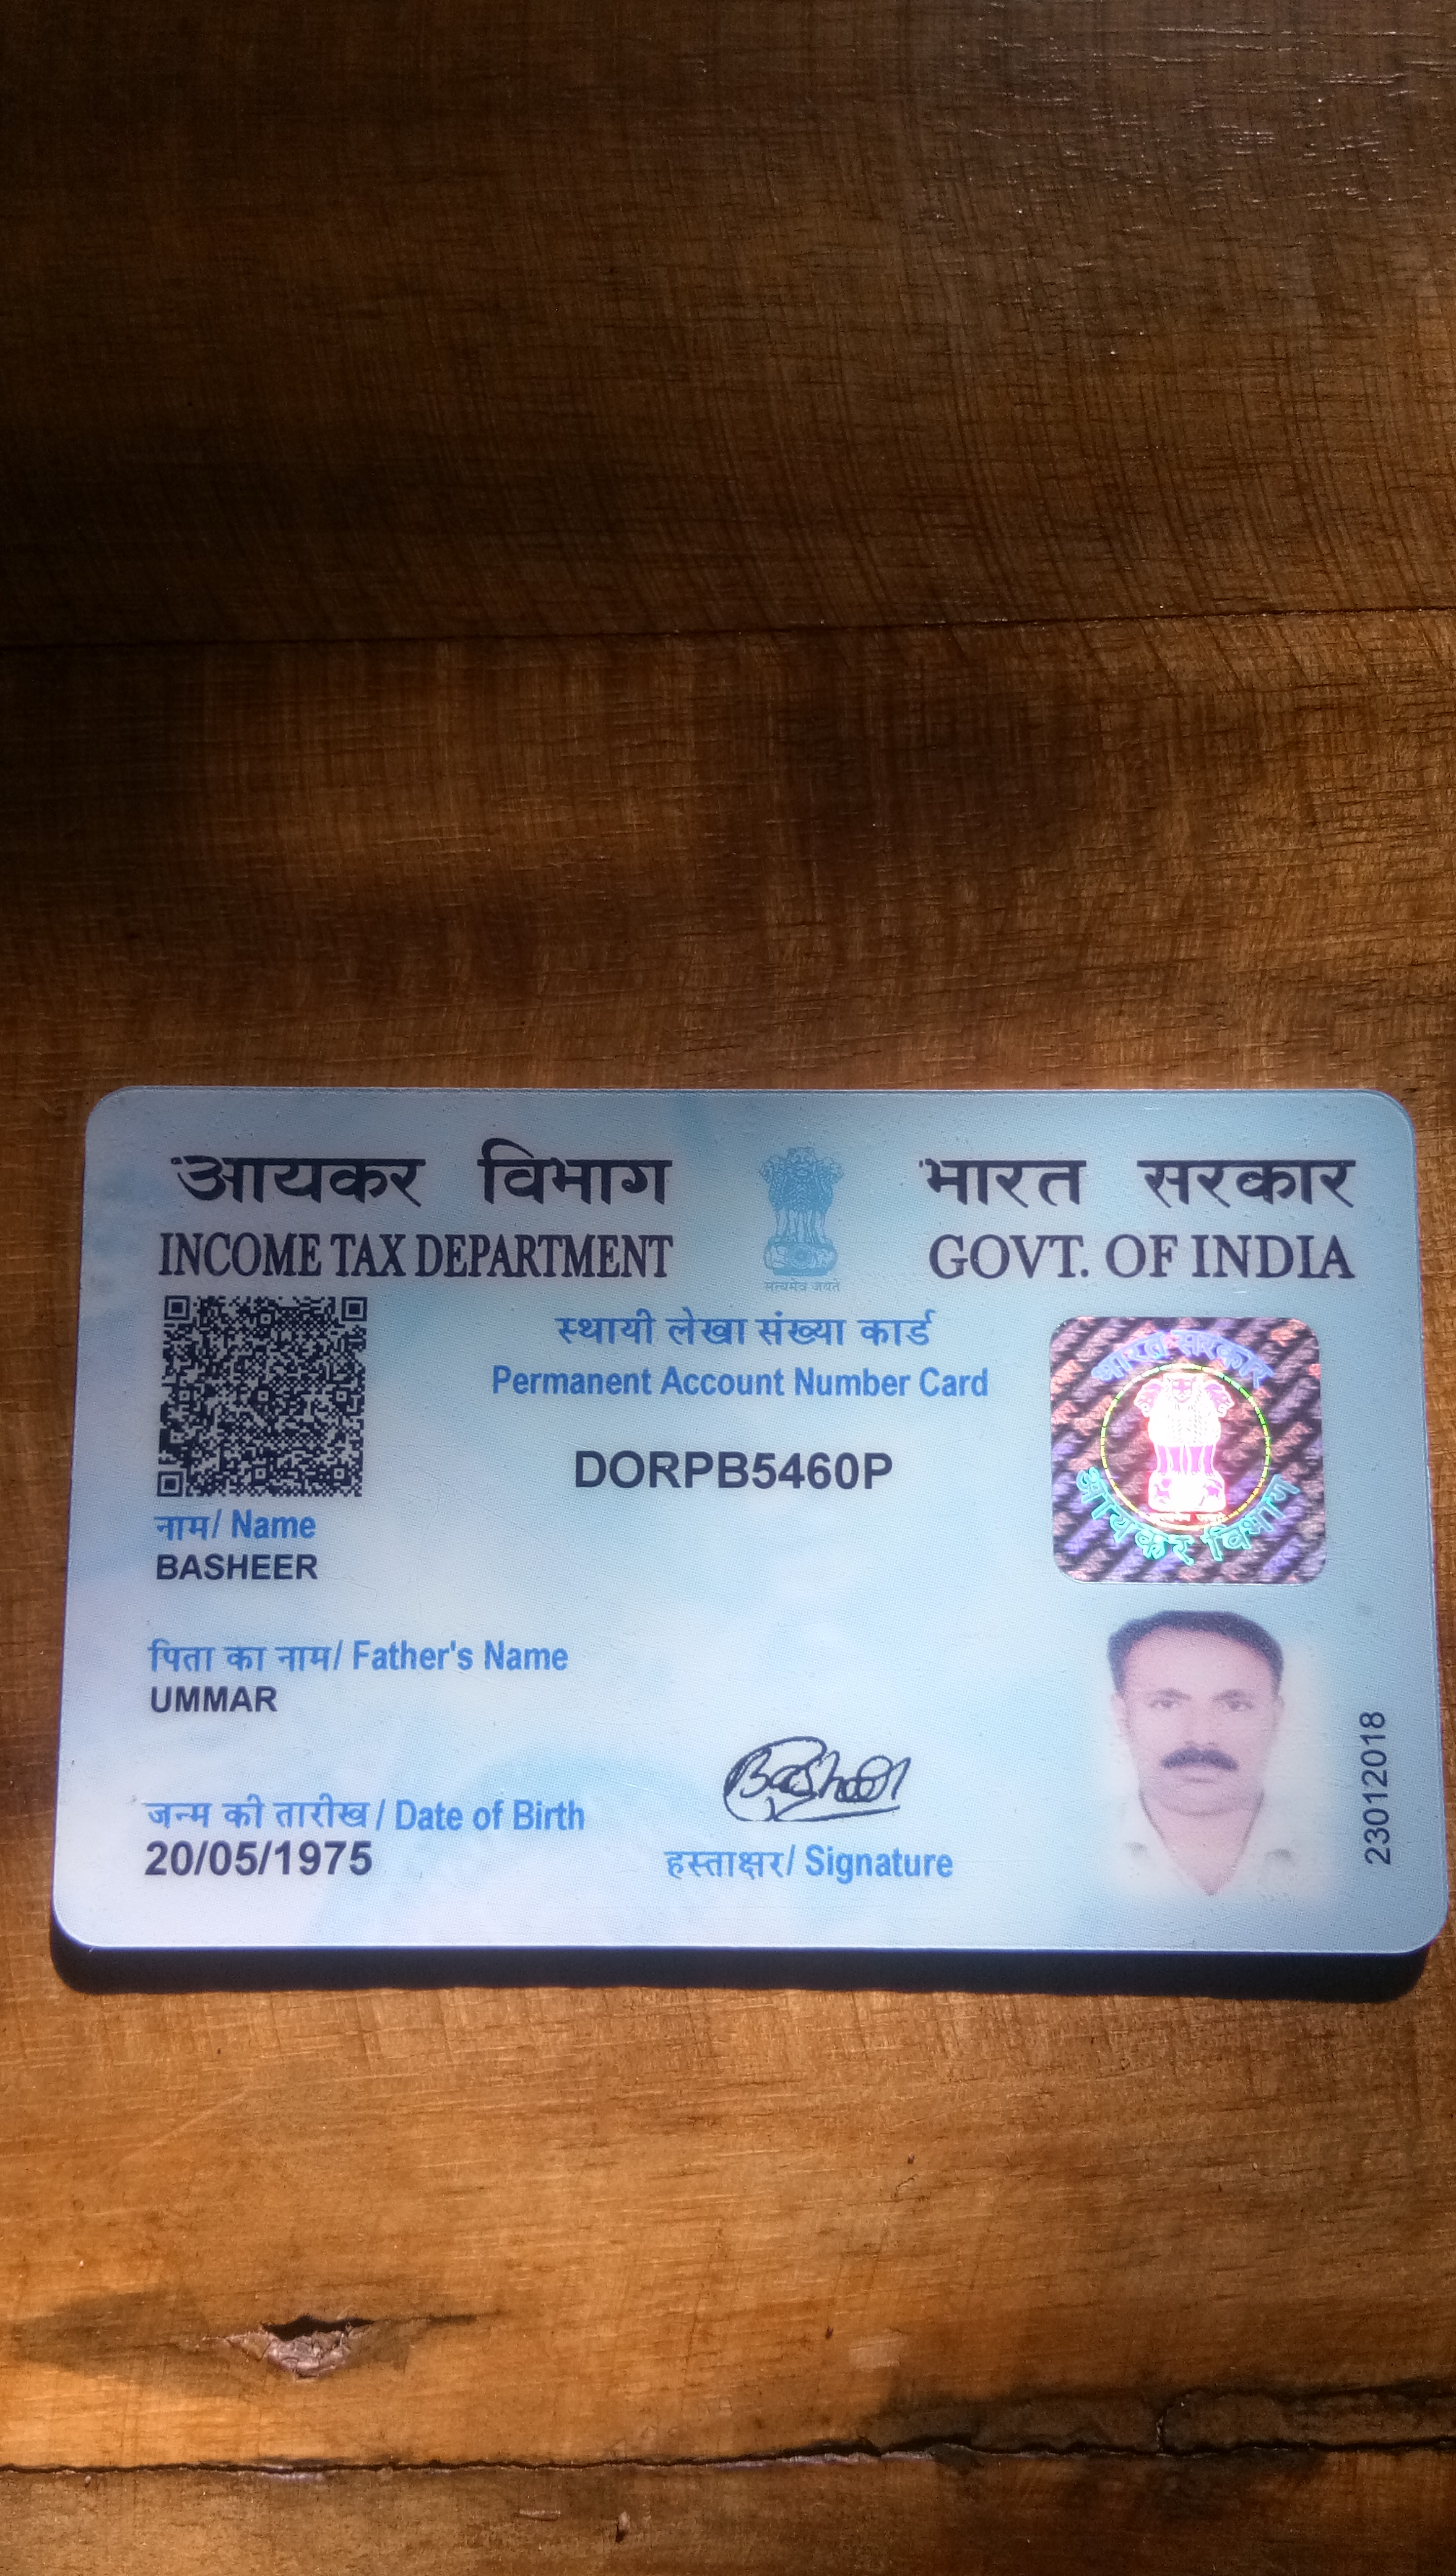 आयकर विभाग
INCOME TAX DEPARTMENT
सत्यमेव जयते
भारत सरकार
GOVT. OF INDIA
स्थायी लेखा संख्या कार्ड
Permanent Account Number Card
DORPB5460P
भारत सरकार
आयकर विभाग
नाम/ Name
BASHEER
पिता का नाम/ Father's Name
UMMAR
जन्म की तारीख / Date of Birth
20/05/1975
Basheer
हस्ताक्षर/ Signature
23012018